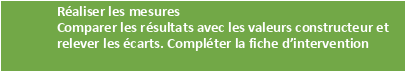 Réaliser les mesures
Comparer les résultats avec les valeurs constructeur et
relever les écarts. Compléter la fiche d’intervention